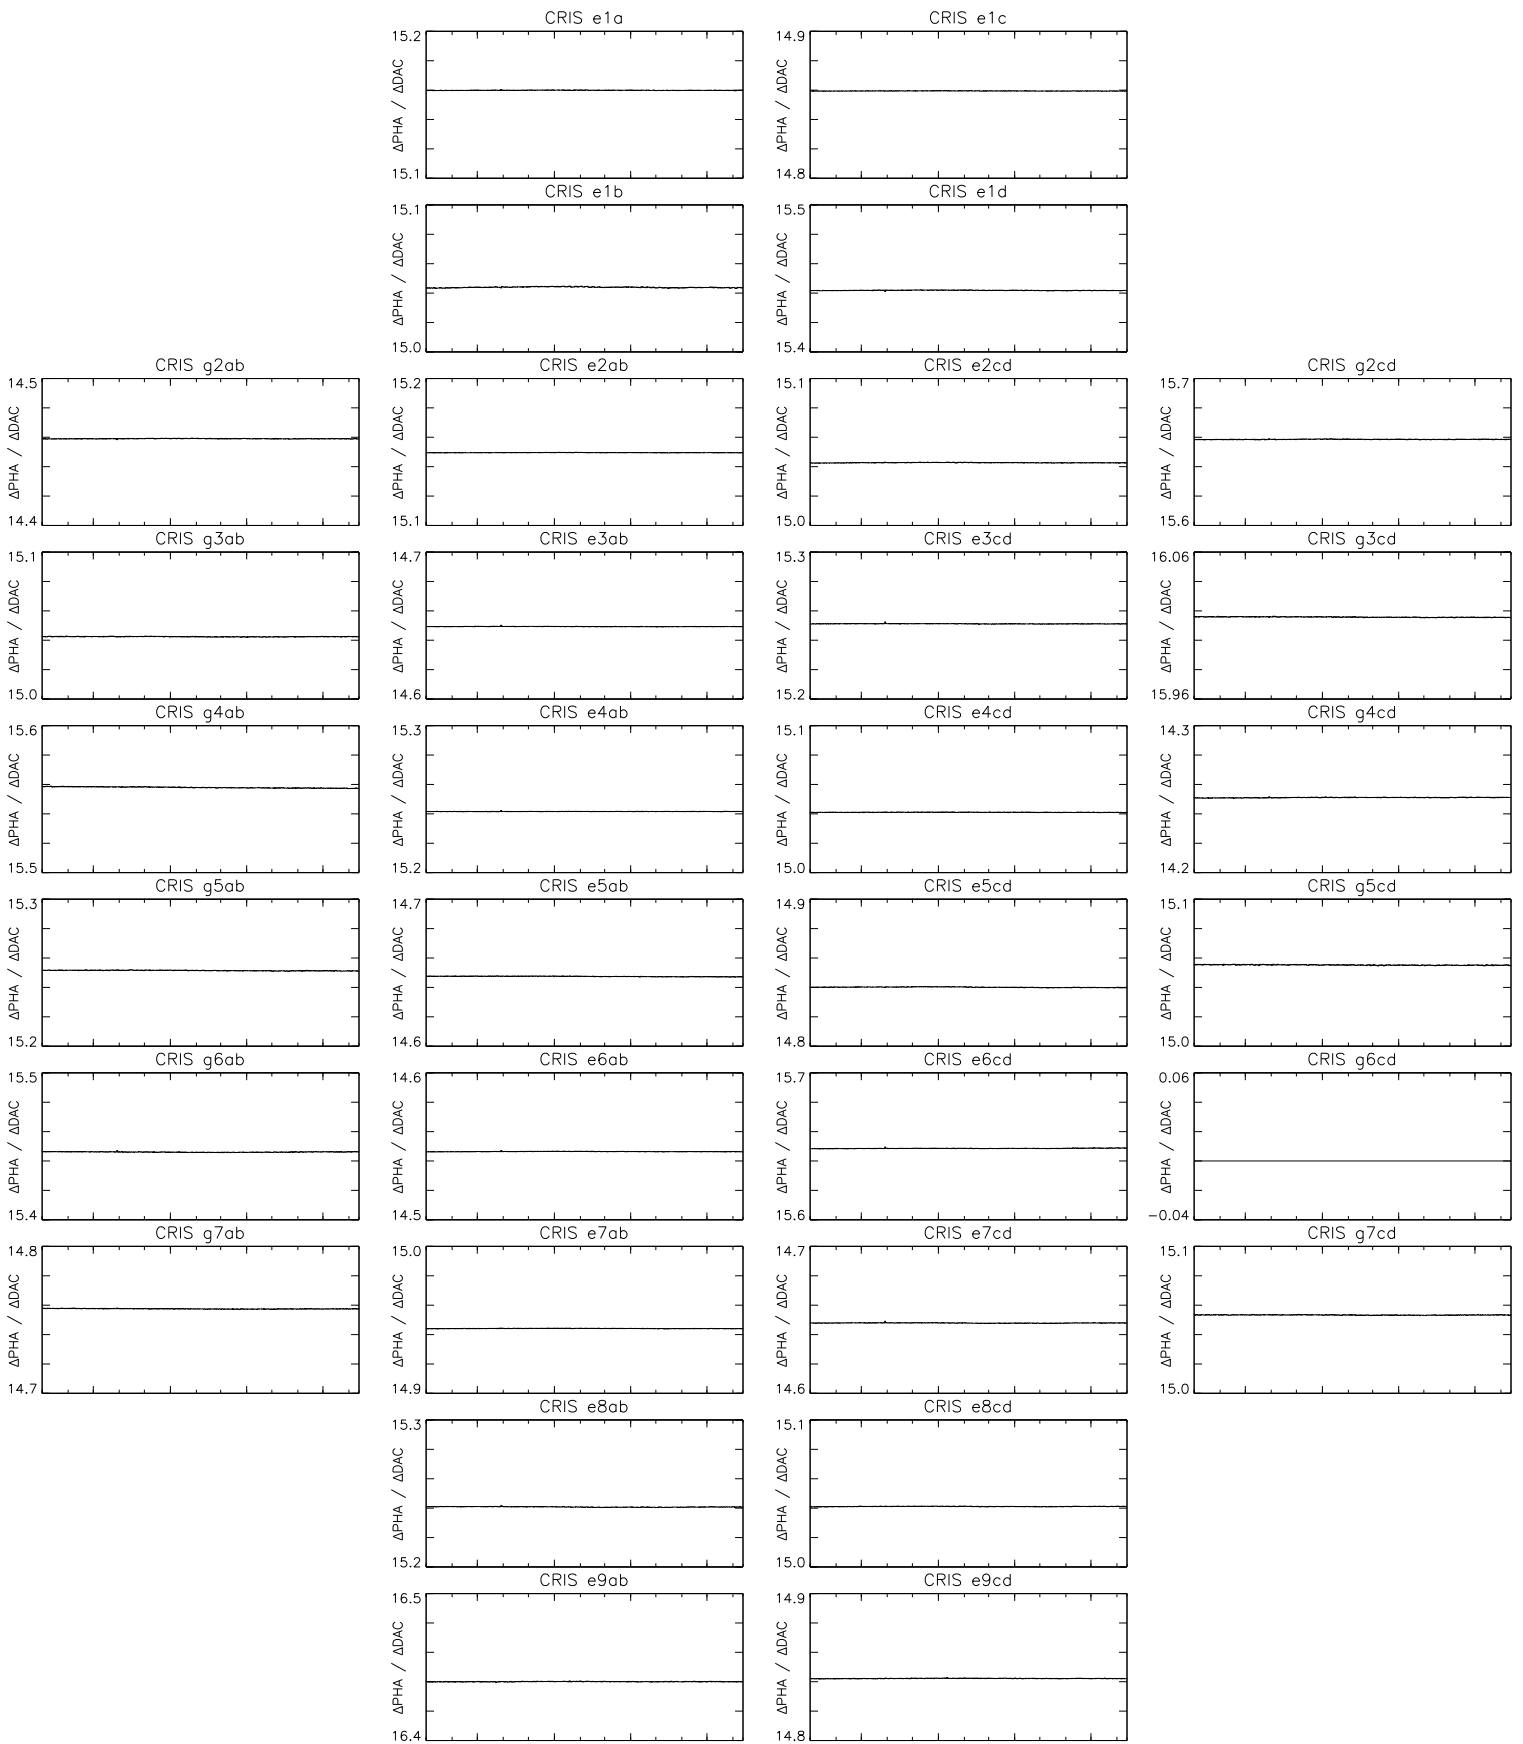 CRIS e1a
15.2
ΔPHA / ΔDAC
15.1
CRIS e1c
14.9
ΔPHA / ΔDAC
14.8
CRIS e1b
15.1
ΔPHA / ΔDAC
15.0
CRIS e1d
15.5
ΔPHA / ΔDAC
15.4
CRIS g2ab
14.5
ΔPHA / ΔDAC
14.4
CRIS e2ab
15.2
ΔPHA / ΔDAC
15.1
CRIS e2cd
15.1
ΔPHA / ΔDAC
15.0
CRIS g2cd
15.7
ΔPHA / ΔDAC
15.6
CRIS g3ab
15.1
ΔPHA / ΔDAC
15.0
CRIS e3ab
14.7
ΔPHA / ΔDAC
14.6
CRIS e3cd
15.3
ΔPHA / ΔDAC
15.2
CRIS g3cd
16.06
ΔPHA / ΔDAC
15.96
CRIS g4ab
15.6
ΔPHA / ΔDAC
15.5
CRIS e4ab
15.3
ΔPHA / ΔDAC
15.2
CRIS e4cd
15.1
ΔPHA / ΔDAC
15.0
CRIS g4cd
14.3
ΔPHA / ΔDAC
14.2
CRIS g5ab
15.3
ΔPHA / ΔDAC
15.2
CRIS e5ab
14.7
ΔPHA / ΔDAC
14.6
CRIS e5cd
14.9
ΔPHA / ΔDAC
14.8
CRIS g5cd
15.1
ΔPHA / ΔDAC
15.0
CRIS g6ab
15.5
ΔPHA / ΔDAC
15.4
CRIS e6ab
14.6
ΔPHA / ΔDAC
14.5
CRIS e6cd
15.7
ΔPHA / ΔDAC
15.6
CRIS g6cd
0.06
ΔPHA / ΔDAC
−0.04
CRIS g7ab
14.8
ΔPHA / ΔDAC
14.7
CRIS e7ab
15.0
ΔPHA / ΔDAC
14.9
CRIS e7cd
14.7
ΔPHA / ΔDAC
14.6
CRIS g7cd
15.1
ΔPHA / ΔDAC
15.0
CRIS e8ab
15.3
ΔPHA / ΔDAC
15.2
CRIS e8cd
15.1
ΔPHA / ΔDAC
15.0
CRIS e9ab
16.5
ΔPHA / ΔDAC
16.4
CRIS e9cd
14.9
ΔPHA / ΔDAC
14.8